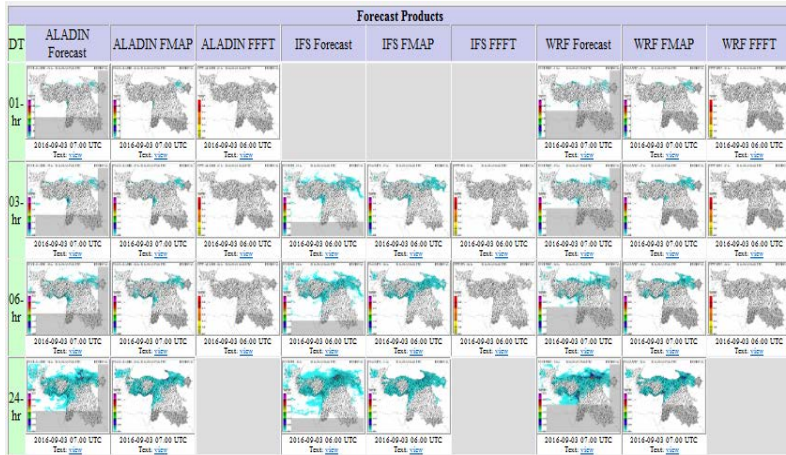 Forecast Products
DT ALADIN Forecast ALADIN FMAP ALADIN FFFT IFS Forecast IFS FMAP IFS FFFT WRF Forecast WRF FMAP WRF FFFT
01-hr
2016-09-03 07.00 UTC 2016-09-03 07.00 UTC 2016-09-03 06.00 UTC 2016-09-03 07.00 UTC 2016-09-03 07.00 UTC 2016-09-03 06.00 UTC
Text: view Text: view Text: view Text: view Text: view Text: view
03-hr
2016-09-03 07.00 UTC 2016-09-03 07.00 UTC 2016-09-03 06.00 UTC 2016-09-03 07.00 UTC 2016-09-03 07.00 UTC 2016-09-03 06.00 UTC 2016-09-03 07.00 UTC 2016-09-03 07.00 UTC 2016-09-03 06.00 UTC
Text: view Text: view Text: view Text: view Text: view Text: view Text: view Text: view Text: view
06-hr
2016-09-03 07.00 UTC 2016-09-03 07.00 UTC 2016-09-03 06.00 UTC 2016-09-03 07.00 UTC 2016-09-03 07.00 UTC 2016-09-03 06.00 UTC 2016-09-03 07.00 UTC 2016-09-03 07.00 UTC 2016-09-03 06.00 UTC
Text: view Text: view Text: view Text: view Text: view Text: view Text: view Text: view Text: view
24-hr
2016-09-03 07.00 UTC 2016-09-03 07.00 UTC 2016-09-03 07.00 UTC 2016-09-03 07.00 UTC 2016-09-03 07.00 UTC 2016-09-03 07.00 UTC
Text: view Text: view Text: view Text: view Text: view Text: view